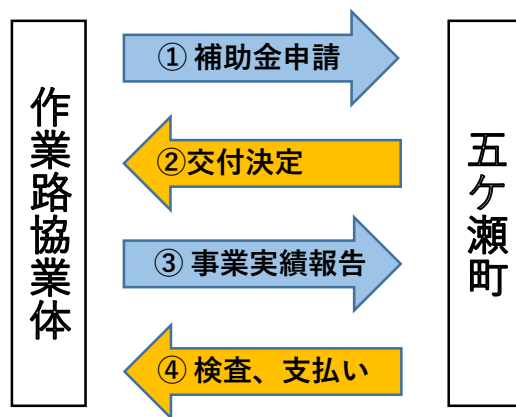 作業路協業体
① 補助金申請
②交付決定
③ 事業実績報告
④ 検査、支払い
五ケ瀬町